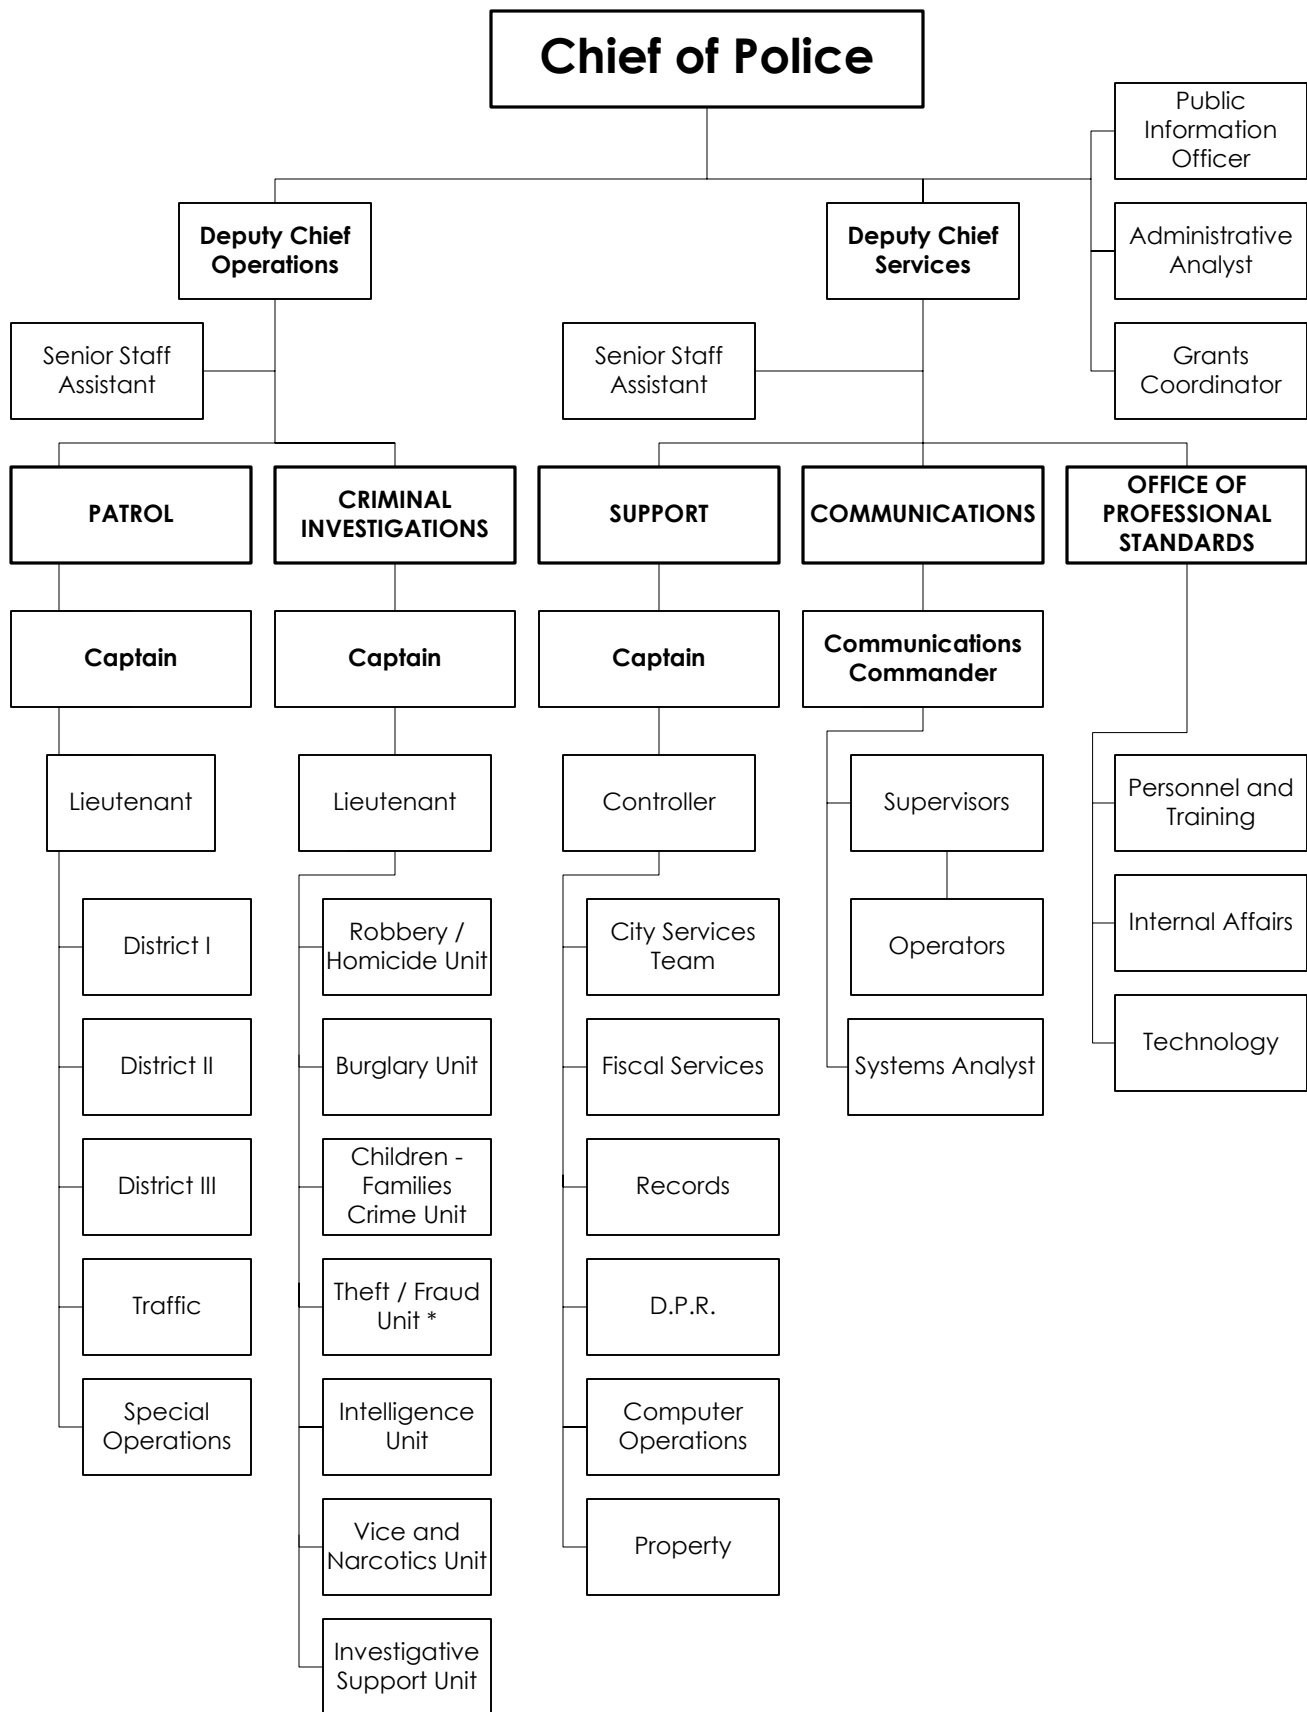 Chief of Police
Public
Information
Officer
Deputy Chief
Operations
Deputy Chief
Services
Administrative
Analyst
Senior Staff
Assistant
Senior Staff
Assistant
Grants
Coordinator
PATROL
CRIMINAL
INVESTIGATIONS
SUPPORT
COMMUNICATIONS
OFFICE OF
PROFESSIONAL
STANDARDS
Captain
Captain
Captain
Communications
Commander
Lieutenant
Lieutenant
Controller
Supervisors
Personnel and
Training
District I
Robbery /
Homicide Unit
City Services
Team
Operators
Internal Affairs
District II
Burglary Unit
Fiscal Services
Systems Analyst
Technology
District III
Children -
Families
Crime Unit
Records
Traffic
Theft / Fraud
Unit *
D.P.R.
Special
Operations
Intelligence
Unit
Computer
Operations
Vice and
Narcotics Unit
Property
Investigative
Support Unit